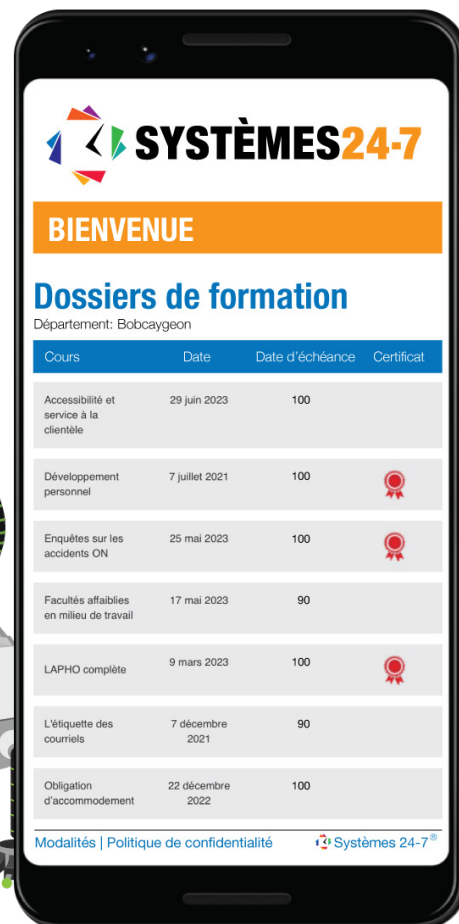 SYSTÈMES24-7
BIENVENUE
Dossiers de formation
Département: Bobcaygeon
Cours Date Date d'échéance Certificat
Accessibilité et
service à la
clientèle
29 juin 2023 100
Développement
personnel
7 juillet 2021 100
Enquêtes sur les
accidents ON
25 mai 2023 100
Facultés affaiblies
en milieu de travail
17 mai 2023 90
LAPHO complète 9 mars 2023 100
L'étiquette des
courriels
7 décembre
2021
90
Obligation
d'accommodement
22 décembre
2022
100
Modalités | Politique de confidentialité Systèmes 24-7®